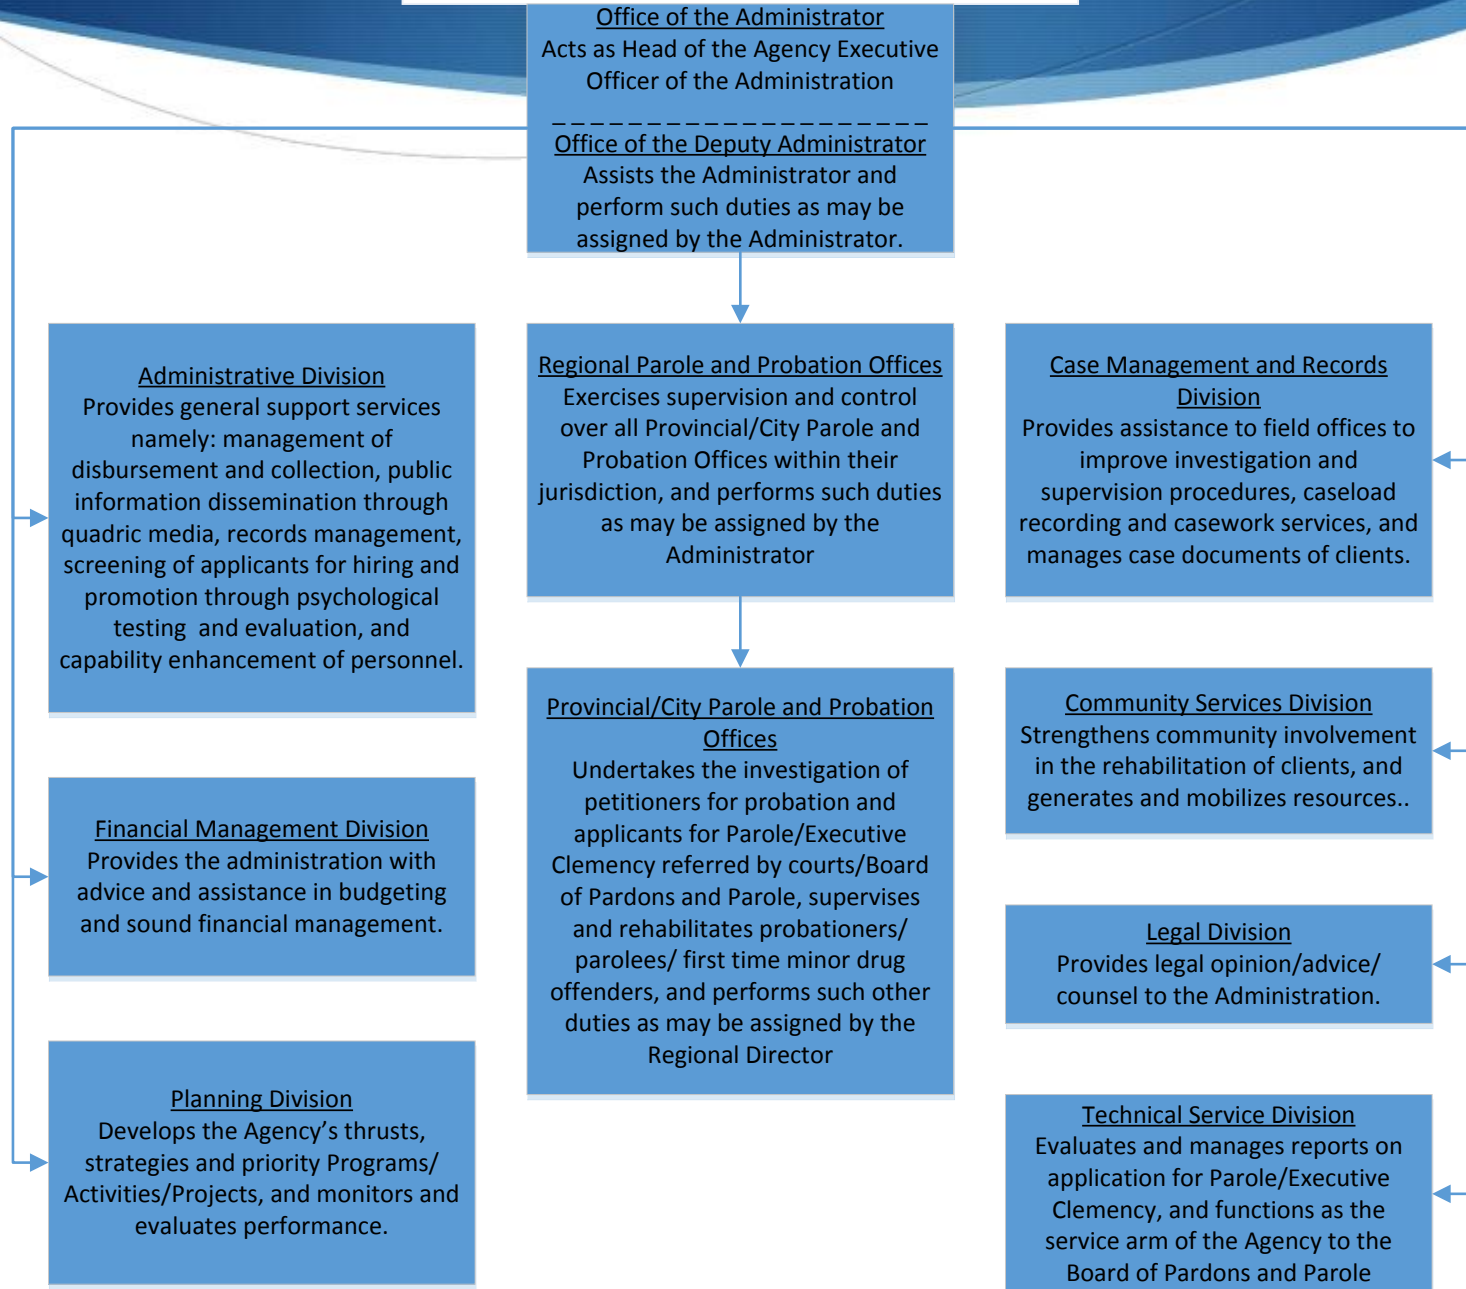 Office of the Administrator
Acts as Head of the Agency Executive
Officer of the Administration
_ _ _ _ _ _ _ _ _ _ _ _ _ _ _ _ _ _ _ _
Office of the Deputy Administrator
Assists the Administrator and
perform such duties as may be
assigned by the Administrator.
Administrative Division
Provides general support services
namely: management of
disbursement and collection, public
information dissemination through
quadric media, records management,
screening of applicants for hiring and
promotion through psychological
testing and evaluation, and
capability enhancement of personnel.
Financial Management Division
Provides the administration with
advice and assistance in budgeting
and sound financial management.
Planning Division
Develops the Agency’s thrusts,
strategies and priority Programs/
Activities/Projects, and monitors and
evaluates performance.
Regional Parole and Probation Offices
Exercises supervision and control
over all Provincial/City Parole and
Probation Offices within their
jurisdiction, and performs such duties
as may be assigned by the
Administrator
Provincial/City Parole and Probation
Offices
Undertakes the investigation of
petitioners for probation and
applicants for Parole/Executive
Clemency referred by courts/Board
of Pardons and Parole, supervises
and rehabilitates probationers/
parolees/ first time minor drug
offenders, and performs such other
duties as may be assigned by the
Regional Director
Case Management and Records
Division
Provides assistance to field offices to
improve investigation and
supervision procedures, caseload
recording and casework services, and
manages case documents of clients.
Community Services Division
Strengthens community involvement
in the rehabilitation of clients, and
generates and mobilizes resources..
Legal Division
Provides legal opinion/advice/
counsel to the Administration.
Technical Service Division
Evaluates and manages reports on
application for Parole/Executive
Clemency, and functions as the
service arm of the Agency to the
Board of Pardons and Parole